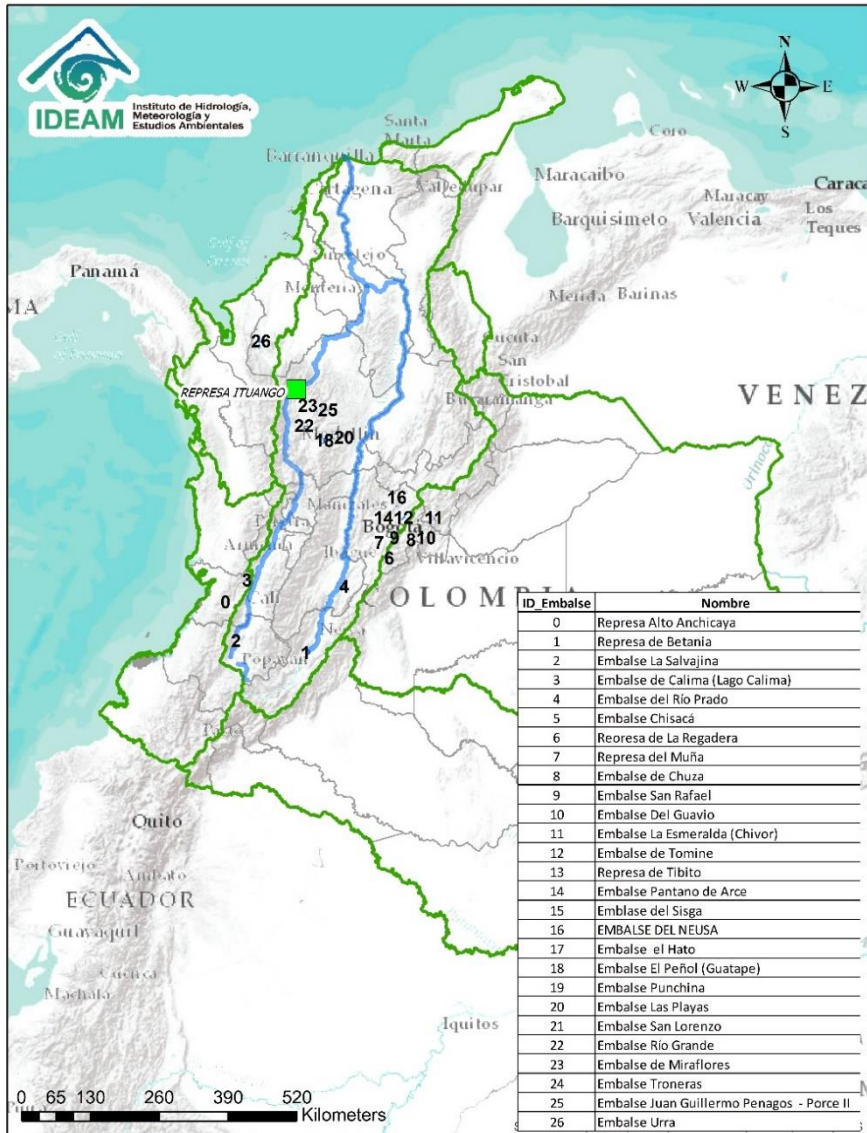 IDEAM
Instituto de Hidrología,
Meteorología y
Estudios Ambientales
N
W E
S
Santa
Marta
Barranquilla
Cartagena
Valledupar
Coro
Maracaibo
Maracay
Caraca
Barquisimeto
Valencia
Los
Teques
Panamá
MA
Sincelejo
Montería
Merida
Barinas
Cucuta
San
Cristobal
Bucaramanga
26
REPRESA ITUANGO
VENEZ
Orinoco
23
25
22
Medellín
18
20
16
Manizales
14
12
11
Bogotá
7
9
8
10
6
Armenia
Ibague
Villavicencio
3
Cali
0
4
COLOMBIA
2
Neiva
1
Popayan
Pasto
Quito
Portoviejo
Ambato
ECUADOR
Guayaquil
Cuenca
Machala
Iquitos
ID_Embalse Nombre
0 Represa Alto Anchicaya
1 Represa de Betania
2 Embalse La Salvajina
3 Embalse de Calima (Lago Calima)
4 Embalse del Río Prado
5 Embalse Chisacá
6 Reoresa de La Regadera
7 Represa del Muña
8 Embalse de Chuza
9 Embalse San Rafael
10 Embalse Del Guavio
11 Embalse La Esmeralda (Chivor)
12 Embalse de Tomine
13 Represa de Tibito
14 Embalse Pantano de Arce
15 Emblase del Sisga
16 EMBALSE DEL NEUSA
17 Embalse el Hato
18 Embalse El Peñol (Guatape)
19 Embalse Punchina
20 Embalse Las Playas
21 Embalse San Lorenzo
22 Embalse Río Grande
23 Embalse de Miraflores
24 Embalse Troneras
25 Embalse Juan Guillermo Penagos - Porce II
26 Embalse Urra
0 65 130 260 390 520
Kilometers